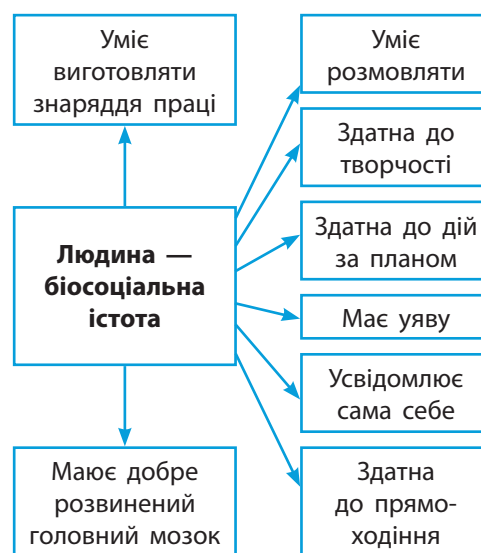 Уміє
виготовляти
знаряддя праці
Людина —
біосоціальна
істота
Маює добре
розвинений
головний мозок
Уміє
розмовляти
Здатна до
творчості
Здатна до дій
за планом
Має уяву
Усвідомлює
сама себе
Здатна
до прямо-
ходіння